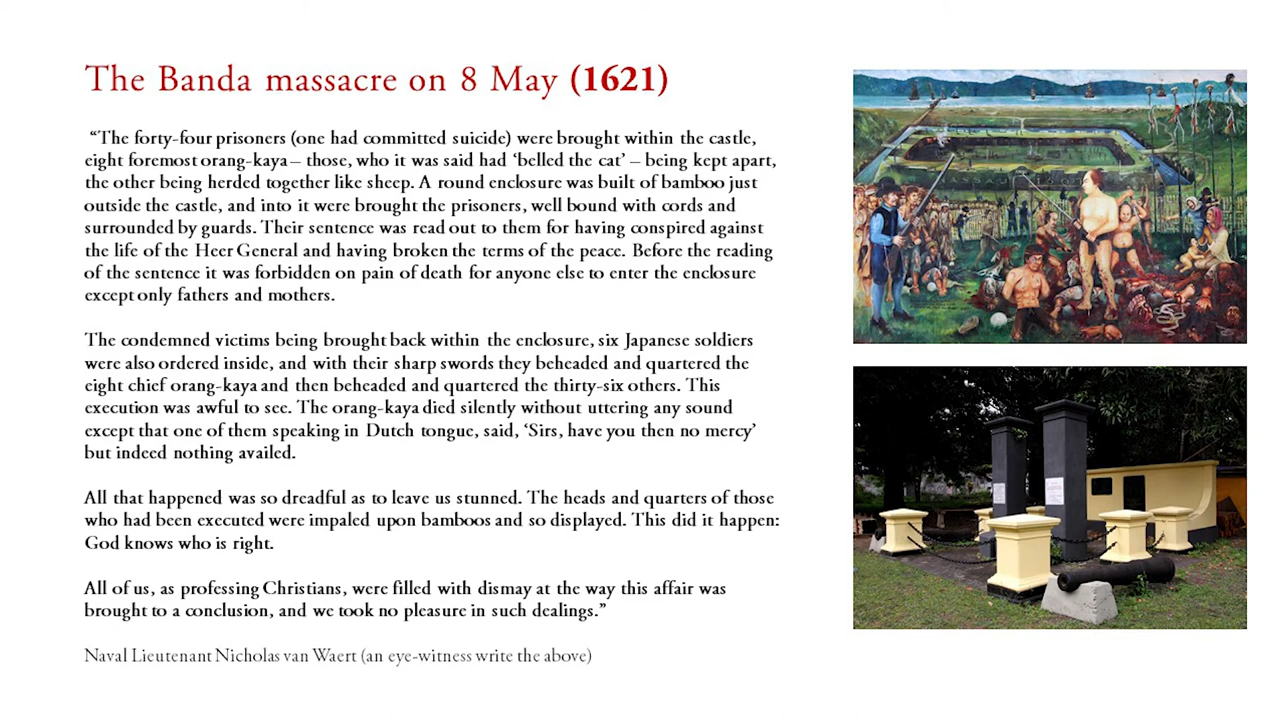 The Banda massacre on 8 May (1621)
“The forty-four prisoners (one had committed suicide) were brought within the castle,
eight foremost orang-kaya – those, who it was said had ‘belled the cat’ – being kept apart,
the other being herded together like sheep. A round enclosure was built of bamboo just
outside the castle, and into it were brought the prisoners, well bound with cords and
surrounded by guards. Their sentence was read out to them for having conspired against
the life of the Heer General and having broken the terms of the peace. Before the reading
of the sentence it was forbidden on pain of death for anyone else to enter the enclosure
except only fathers and mothers.
The condemned victims being brought back within the enclosure, six Japanese soldiers
were also ordered inside, and with their sharp swords they beheaded and quartered the
eight chief orang-kaya and then beheaded and quartered the thirty-six others. This
execution was awful to see. The orang-kaya died silently without uttering any sound
except that one of them speaking in Dutch tongue, said, ‘Sirs, have you then no mercy’
but indeed nothing availed.
All that happened was so dreadful as to leave us stunned. The heads and quarters of those
who had been executed were impaled upon bamboos and so displayed. This did it happen:
God knows who is right.
All of us, as professing Christians, were filled with dismay at the way this affair was
brought to a conclusion, and we took no pleasure in such dealings.”
Naval Lieutenant Nicholas van Waert (an eye-witness write the above)